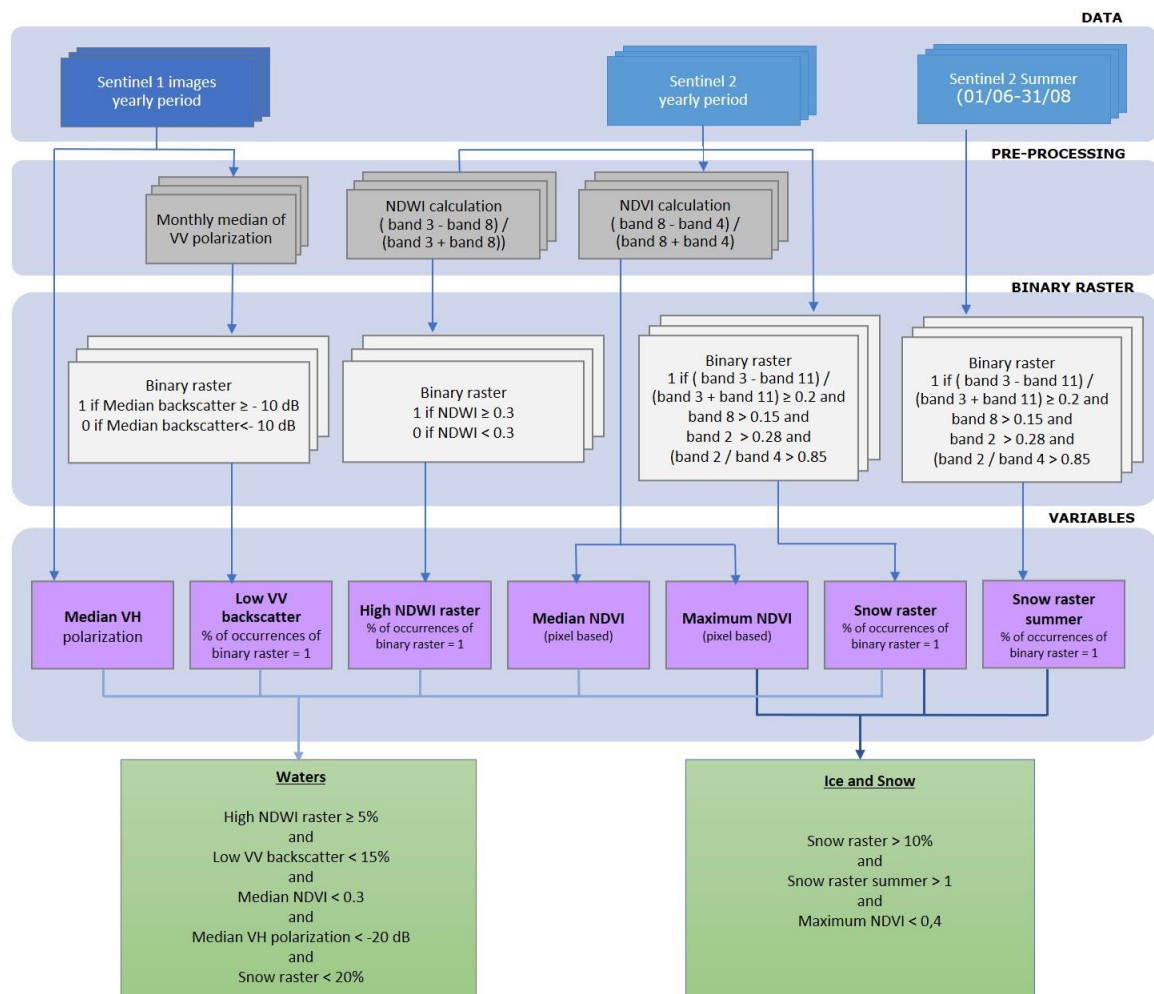 DATA
Sentinel 1 images
yearly period
Sentinel 2
yearly period
Sentinel 2 Summer
(01/06-31/08
PRE-PROCESSING
Monthly median of
VV polarization
NDWI calculation
( band 3 - band 8) /
(band 3 + band 8))
NDVI calculation
( band 8 - band 4) /
(band 8 + band 4)
BINARY RASTER
Binary raster
1 if Median backscatter ≥ - 10 dB
0 if Median backscatter<- 10 dB
Binary raster
1 if NDWI ≥ 0.3
0 if NDWI < 0.3
Binary raster
1 if ( band 3 - band 11) /
(band 3 + band 11) ≥ 0.2 and
band 8 > 0.15 and
band 2 > 0.28 and
(band 2 / band 4 > 0.85
Binary raster
1 if ( band 3 - band 11) /
(band 3 + band 11) ≥ 0.2 and
band 8 > 0.15 and
band 2 > 0.28 and
(band 2 / band 4 > 0.85
VARIABLES
Median VH
polarization
Low VV
backscatter
% of occurrences of
binary raster = 1
High NDWI raster
% of occurrences of
binary raster = 1
Median NDVI
(pixel based)
Maximum NDVI
(pixel based)
Snow raster
% of occurrences of
binary raster = 1
Snow raster
summer
% of occurrences of
binary raster = 1
Waters
High NDWI raster ≥ 5%
and
Low VV backscatter < 15%
and
Median NDVI < 0.3
and
Median VH polarization < -20 dB
and
Snow raster < 20%
Ice and Snow
Snow raster > 10%
and
Snow raster summer > 1
and
Maximum NDVI < 0,4